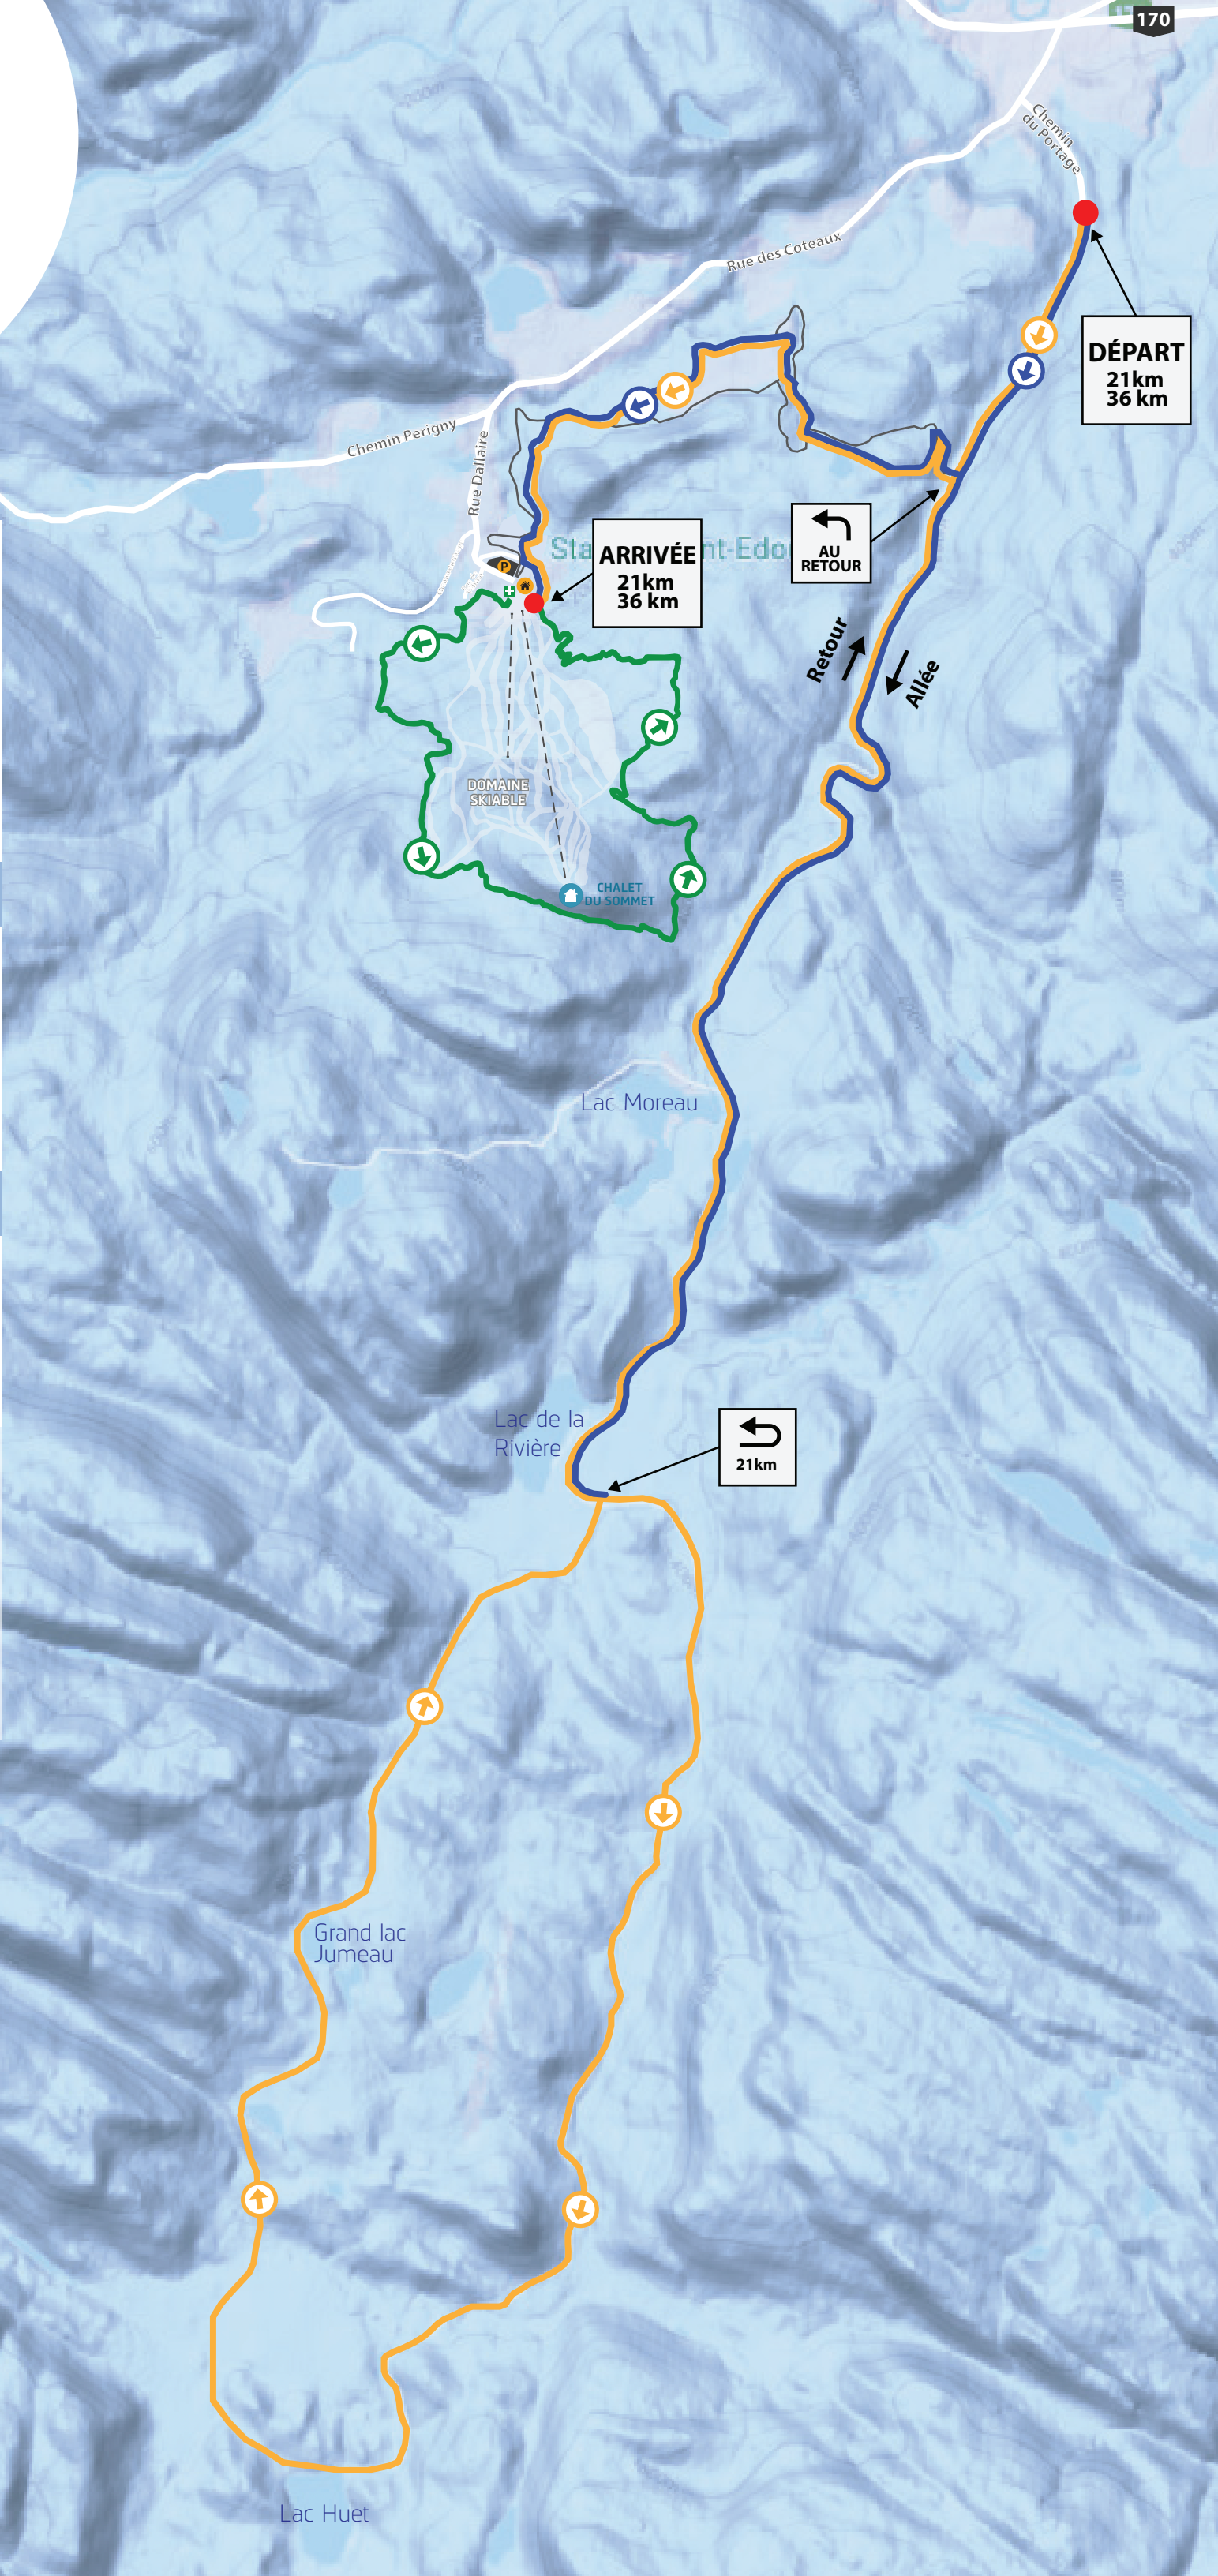 170
Chemin
du Portage
Rue des Coteaux
DÉPART
21km
36 km
Chemin Perigny
Rue Dallaire
AU
RETOUR
ARRIVÉE
21km
36 km
P
Retour
Allée
DOMAINE
SKIABLE
CHALET
DU SOMMET
Lac Moreau
Lac de la
Rivière
21km
Grand lac
Jumeau
Lac Huet